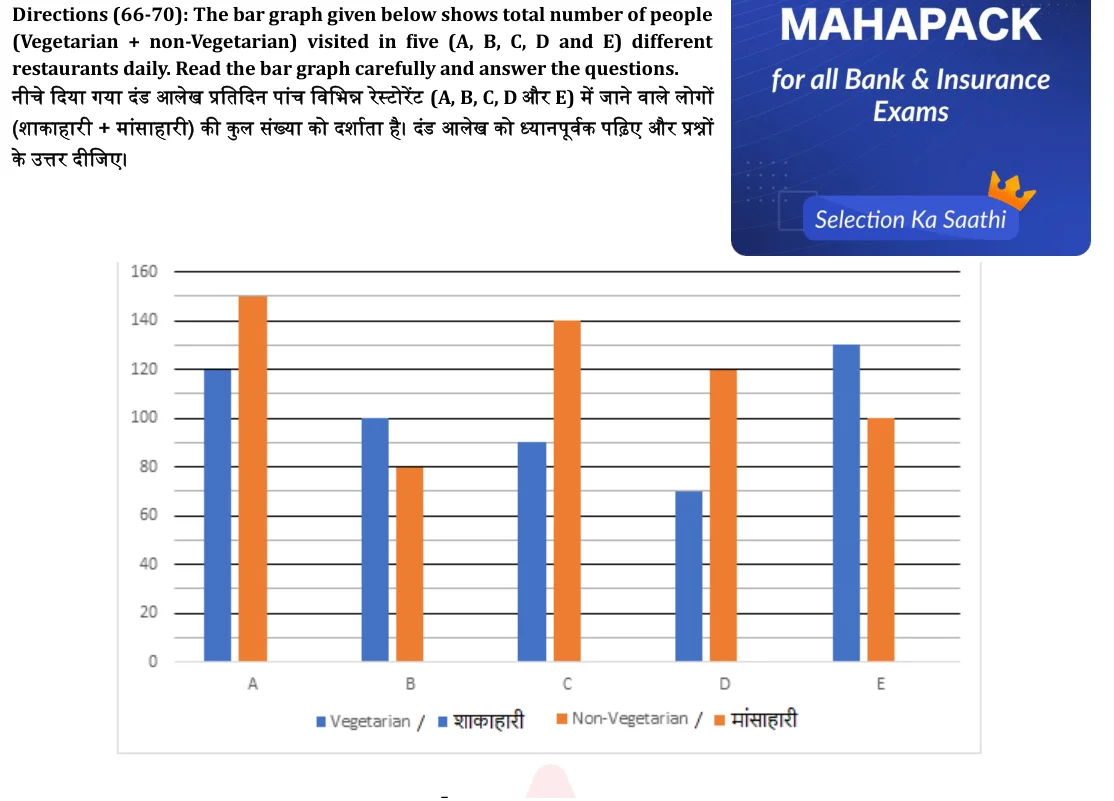 Directions (66-70): The bar graph given below shows total number of people
(Vegetarian + non-Vegetarian) visited in five (A, B, C, D and E) different
restaurants daily. Read the bar graph carefully and answer the questions.
नीचे दिया गया दंड आलेख प्रतिदिन पांच विभिन्न रेस्टोरेंट (A, B, C, D और E) में जाने वाले लोगों
(शाकाहारी + मांसाहारी) की कुल संख्या को दर्शाता है। दंड आलेख को ध्यानपूर्वक पढ़िए और प्रश्नों
के उत्तर दीजिए।
MAHAPACK
for all Bank & Insurance
Exams
Selection Ka Saathi
160
140
120
100
80
60
40
20
0
A B C D E
Vegetarian / शाकाहारी Non-Vegetarian / मांसाहारी